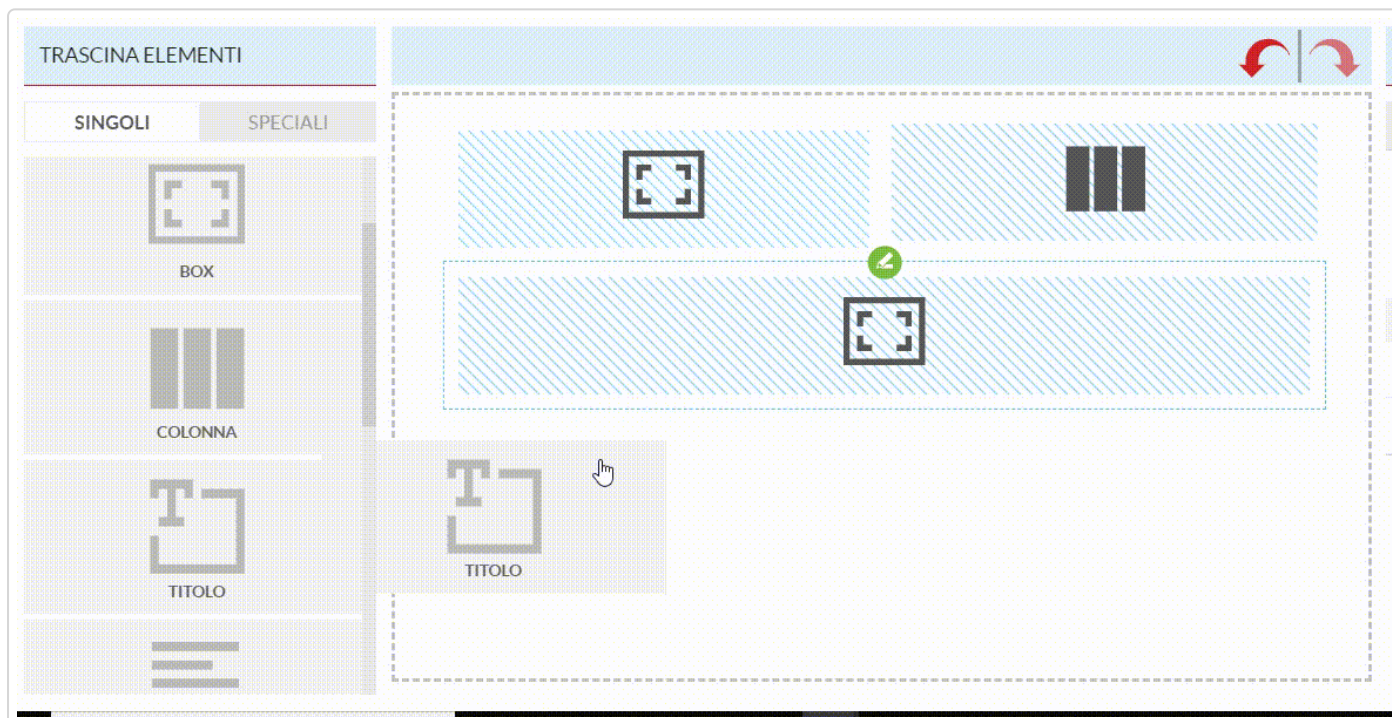 TRASCINA ELEMENTI
SINGOLI
SPECIALI
BOX
COLONNA
TITOLO
TITOLO